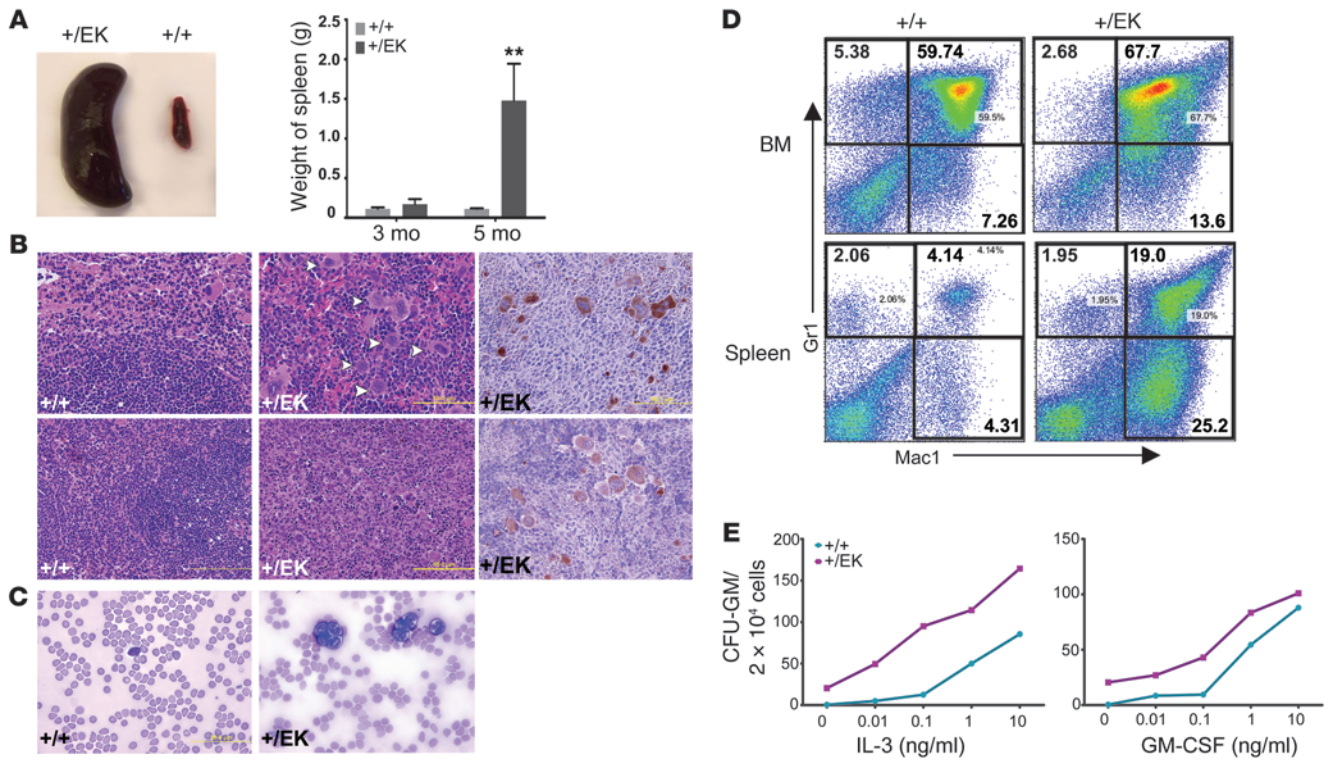 A
+/EK
+/+
Weight of spleen (g)
2.5
2.0
1.5
1.0
0.5
0
+/+
+/EK
**
3 mo
5 mo
B
+/+
+/EK
+/EK
+/+
+/EK
+/EK
C
+/+
+/EK
D
+/+
+/EK
BM
5.38
59.74
59.5%
7.26
2.68
67.7
67.7%
13.6
Spleen
2.06
4.14
4.14%
2.06%
4.31
1.95
19.0
1.95%
19.0%
25.2
Gr1
Mac1
E
CFU-GM/
2 × 10⁴ cells
200
150
100
50
0
+/+
+/EK
0 0.01 0.1 1 10
IL-3 (ng/ml)
150
100
50
0
0 0.01 0.1 1 10
GM-CSF (ng/ml)